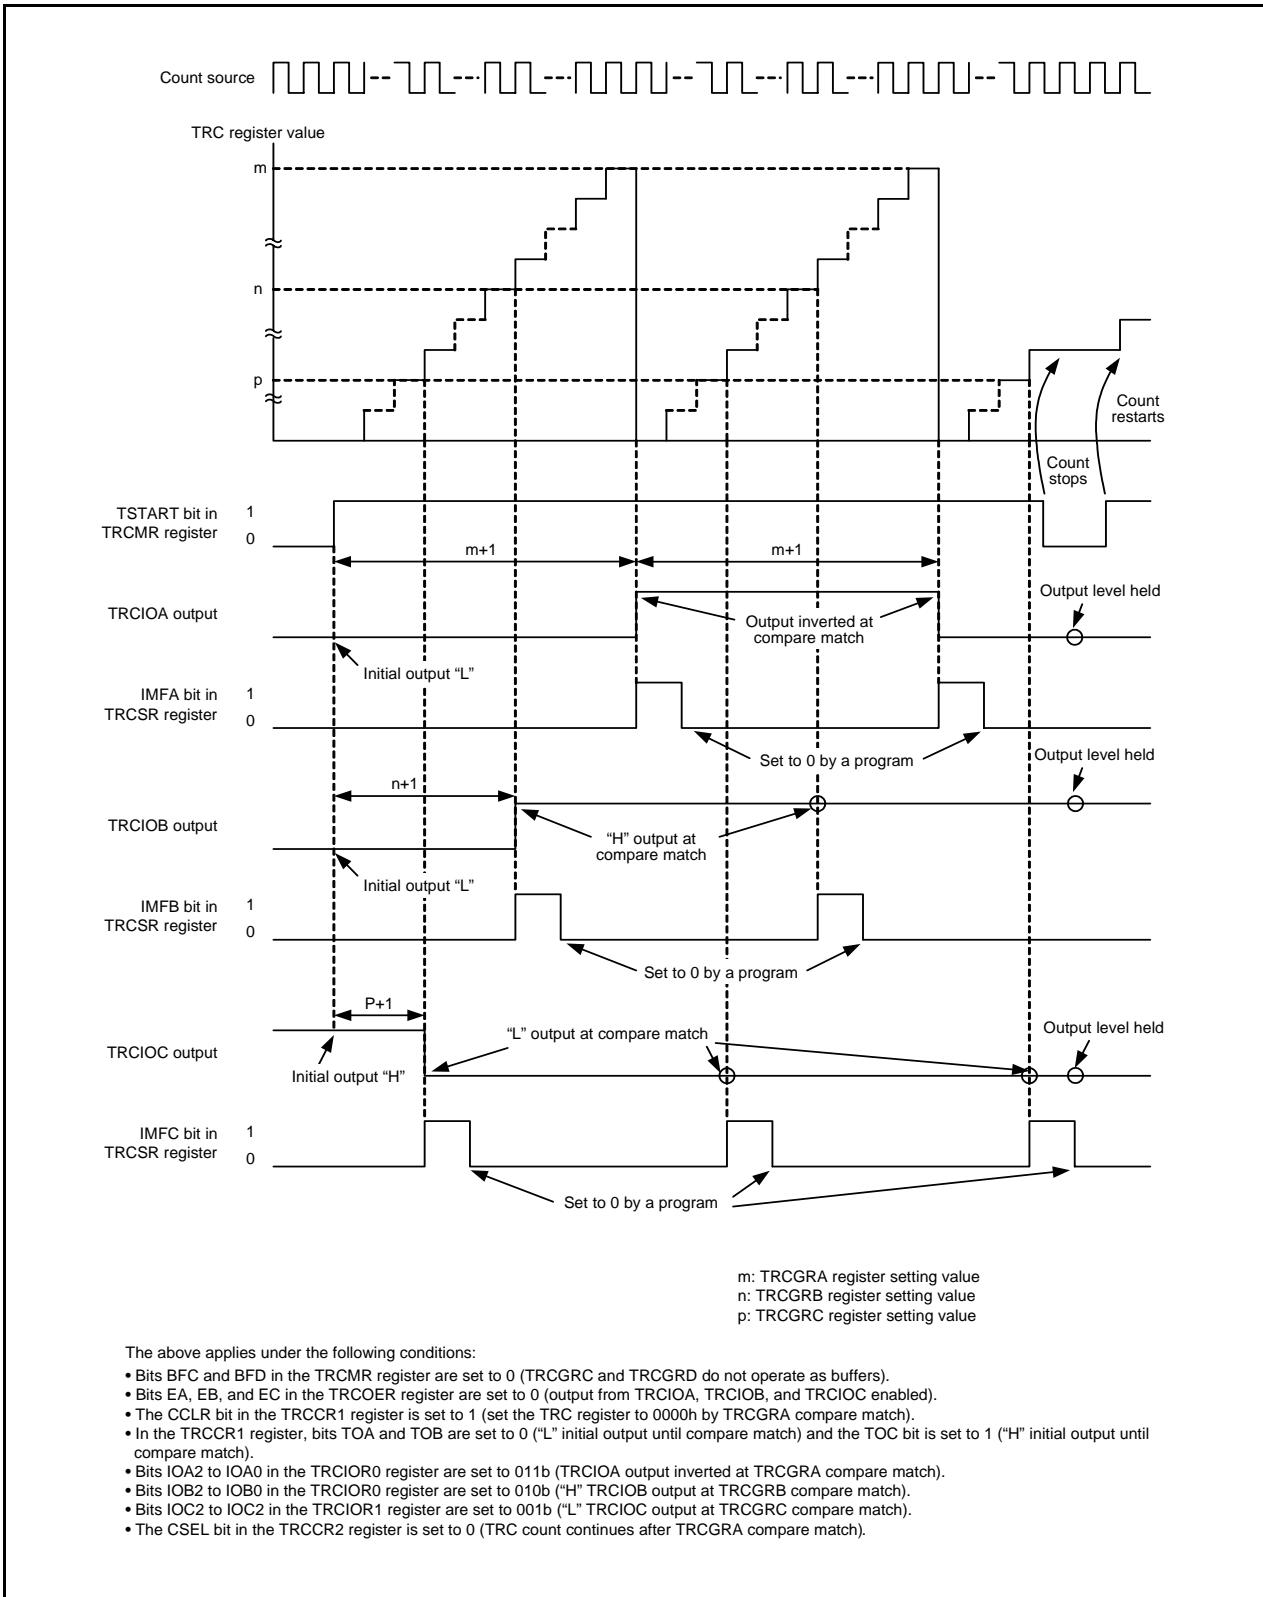 Count source
TRC register value
m
n
p
Count
restarts
Count
stops
TSTART bit in
TRCMR register
1
0
m+1
m+1
TRCIOA output
Output inverted at
compare match
Output level held
Initial output “L”
IMFA bit in
TRCSR register
1
0
Set to 0 by a program
Output level held
n+1
TRCIOB output
“H” output at
compare match
Initial output “L”
IMFB bit in
TRCSR register
1
0
Set to 0 by a program
P+1
“L” output at compare match
Output level held
TRCIOC output
Initial output “H”
IMFC bit in
TRCSR register
1
0
Set to 0 by a program
m: TRCGRA register setting value
n: TRCGRB register setting value
p: TRCGRC register setting value
The above applies under the following conditions:
• Bits BFC and BFD in the TRCMR register are set to 0 (TRCGRC and TRCGRD do not operate as buffers).
• Bits EA, EB, and EC in the TRCOER register are set to 0 (output from TRCIOA, TRCIOB, and TRCIOC enabled).
• The CCLR bit in the TRCCR1 register is set to 1 (set the TRC register to 0000h by TRCGRA compare match).
• In the TRCCR1 register, bits TOA and TOB are set to 0 (“L” initial output until compare match) and the TOC bit is set to 1 (“H” initial output until
compare match).
• Bits IOA2 to IOA0 in the TRCIOR0 register are set to 011b (TRCIOA output inverted at TRCGRA compare match).
• Bits IOB2 to IOB0 in the TRCIOR0 register are set to 010b (“H” TRCIOB output at TRCGRB compare match).
• Bits IOC2 to IOC2 in the TRCIOR1 register are set to 001b (“L” TRCIOC output at TRCGRC compare match).
• The CSEL bit in the TRCCR2 register is set to 0 (TRC count continues after TRCGRA compare match).